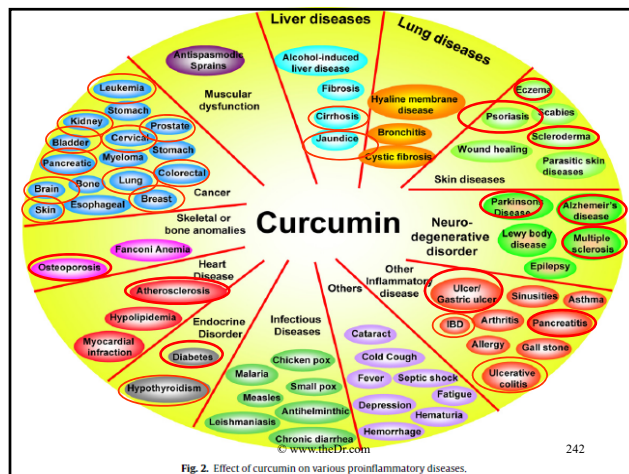 Liver diseases
Lung diseases
Antispasmodic
Sprains
Muscular
dysfunction
Alcohol-induced
liver disease
Fibrosis
Cirrhosis
Jaundice
Hyaline membrane
disease
Bronchitis
Cystic fibrosis
Eczema
Psoriasis
Scabies
Scleroderma
Wound healing
Parasitic skin
diseases
Skin diseases
Leukemia
Stomach
Kidney
Prostate
Bladder
Cervical
Stomach
Pancreatic
Myeloma
Colorectal
Brain
Bone
Lung
Skin
Esophageal
Breast
Cancer
Curcumin
Parkinsons
Disease
Alzhemeir's
disease
Neuro-
degenerative
disorder
Lewy body
disease
Multiple
sclerosis
Epilepsy
Skeletal or
bone anomalies
Fanconi Anemia
Osteoporosis
Heart
Disease
Atherosclerosis
Hypolipidemia
Myocardial
infraction
Endocrine
Disorder
Diabetes
Hypothyroidism
Infectious
Diseases
Chicken pox
Malaria
Small pox
Measles
Antihelminthic
Leishmaniasis
Chronic diarrhea
Others
Cataract
Cold Cough
Fever
Septic shock
Fatigue
Depression
Hematuria
Hemorrhage
Other
Inflammatory
disease
Ulcer/
Gastric ulcer
Sinusities
Asthma
IBD
Arthritis
Pancreatitis
Allergy
Gall stone
Ulcerative
colitis
© www.theDr.com
242
Fig. 2. Effect of curcumin on various proinflammatory diseases.